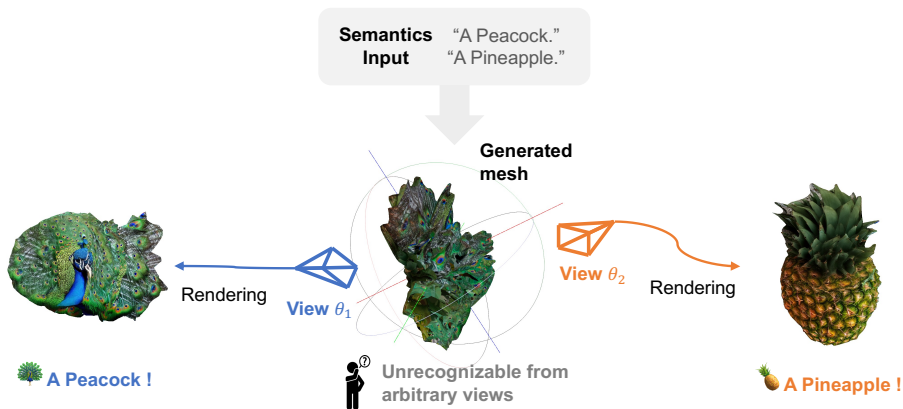 Semantics Input
“A Peacock.”
“A Pineapple.”
Generated mesh
Rendering
View θ₁
View θ₂
Rendering
A Peacock !
?
Unrecognizable from
arbitrary views
A Pineapple !